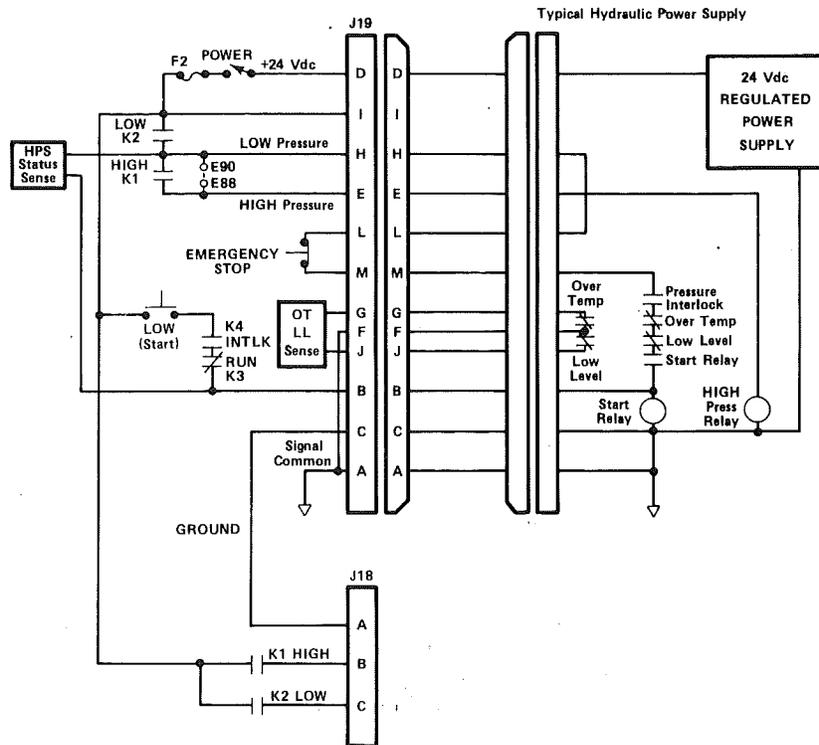 Typical Hydraulic Power Supply
J19
F2 POWER +24 Vdc
D D
24 Vdc
REGULATED
POWER
SUPPLY
I I
LOW
K2
HPS
Status
Sense
LOW Pressure
H H
HIGH
K1
E90
E88
E E
HIGH Pressure
L L
EMERGENCY
STOP
M M
Over
Temp
Pressure
Interlock
OT
LL
Sense
G G
F F
J J
Over Temp
Low Level
Start Relay
Low
Level
LOW
(Start)
K4
INTLK
RUN
K3
B B
HIGH
Press
Relay
Start
Relay
C C
Signal
Common
A A
GROUND
J18
A
K1 HIGH
B
K2 LOW
C